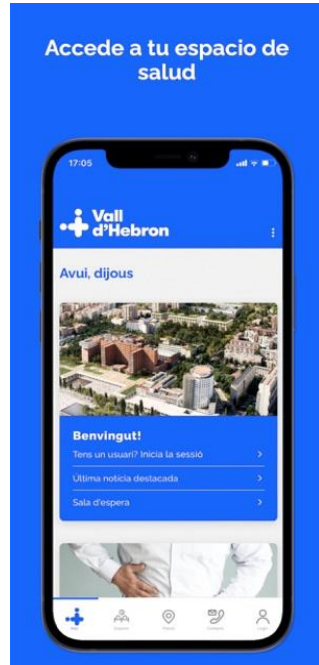 Accede a tu espacio de
salud
17:05
Vall
d'Hebron
Avui, dijous
Benvingut!
Tens un usuari? Inicia la sessió
Última notícia destacada
Sala d'espera